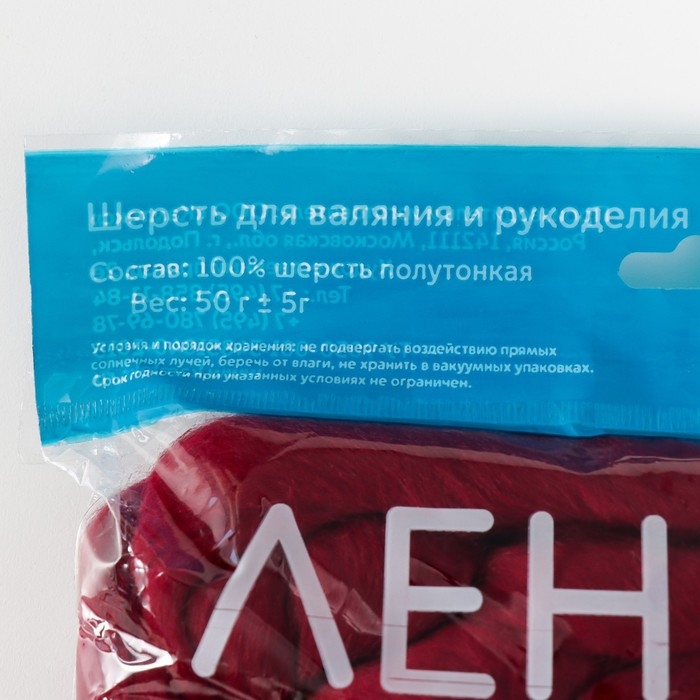 Шерсть для валяния и рукоделия
Состав: 100% шерсть полутонкая
Вес: 50 г ± 5г
Условия и порядок хранения: не подвергать воздействию прямых
солнечных лучей, беречь от влаги, не хранить в вакуумных упаковках.
Срок годности при указанных условиях не ограничен.
Россия, 142111, Московская обл., г. Подольск,
+7 (495) 780-69-78
ЛЕН